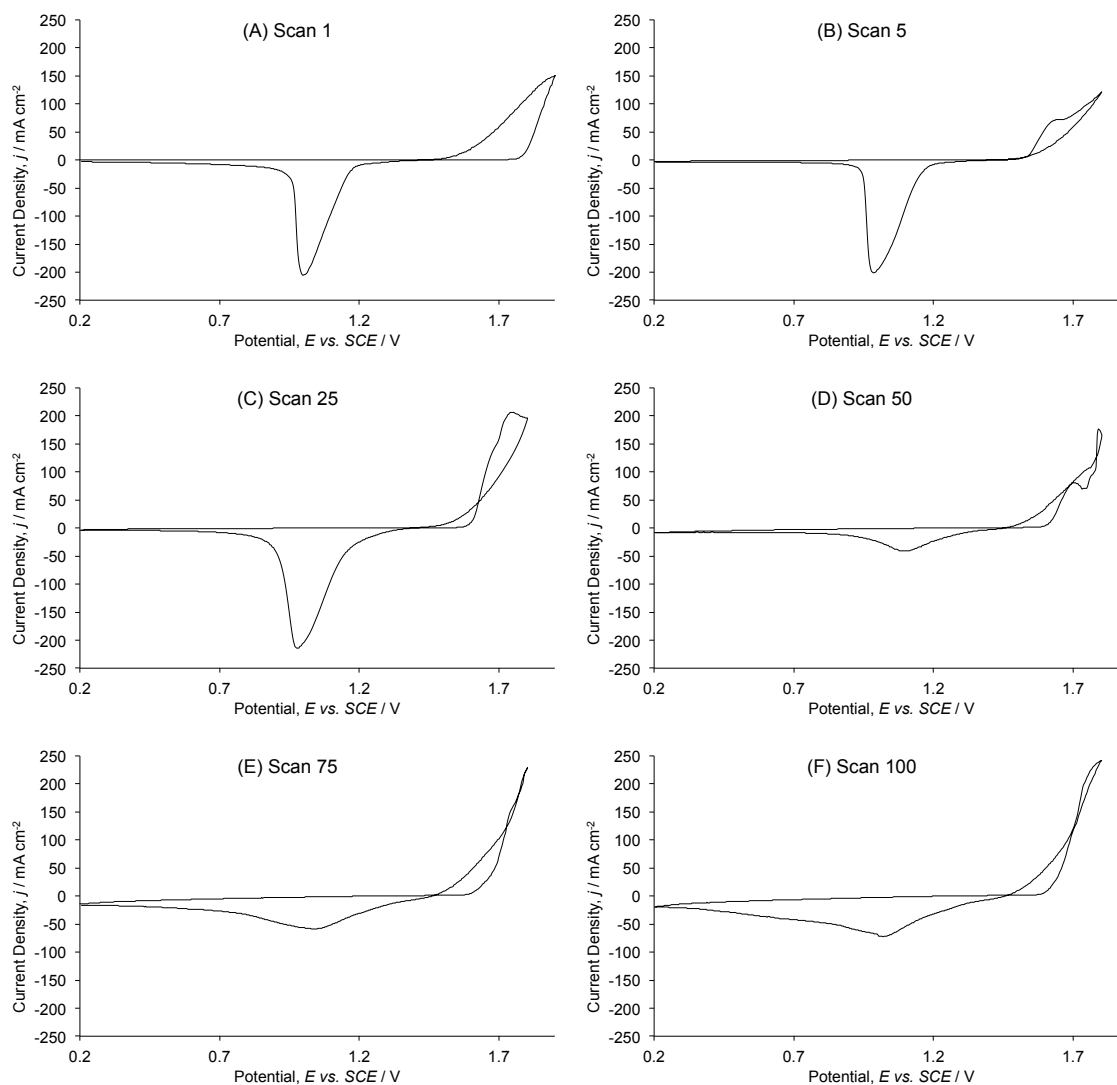 (A) Scan 1
250
200
150
100
50
0
-50
-100
-150
-200
-250
0.2 0.7 1.2 1.7
Current Density, j / mA cm-2
Potential, E vs. SCE / V
(B) Scan 5
250
200
150
100
50
0
-50
-100
-150
-200
-250
0.2 0.7 1.2 1.7
Current Density, j / mA cm-2
Potential, E vs. SCE / V
(C) Scan 25
250
200
150
100
50
0
-50
-100
-150
-200
-250
0.2 0.7 1.2 1.7
Current Density, j / mA cm-2
Potential, E vs. SCE / V
(D) Scan 50
250
200
150
100
50
0
-50
-100
-150
-200
-250
0.2 0.7 1.2 1.7
Current Density, j / mA cm-2
Potential, E vs. SCE / V
(E) Scan 75
250
200
150
100
50
0
-50
-100
-150
-200
-250
0.2 0.7 1.2 1.7
Current Density, j / mA cm-2
Potential, E vs. SCE / V
(F) Scan 100
250
200
150
100
50
0
-50
-100
-150
-200
-250
0.2 0.7 1.2 1.7
Current Density, j / mA cm-2
Potential, E vs. SCE / V